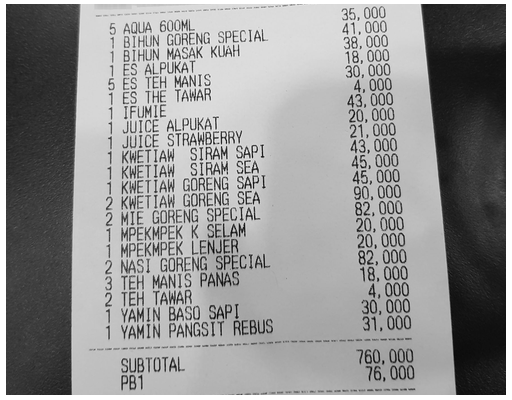 5 AQUA 600ML 35,000
1 BIHUN GORENG SPECIAL 41,000
1 BIHUN MASAK KUAH 38,000
1 ES ALPUKAT 18,000
5 ES TEH MANIS 30,000
1 ES THE TAWAR 4,000
1 IFUMIE 43,000
1 JUICE ALPUKAT 20,000
1 JUICE STRAWBERRY 21,000
1 KWETIAW SIRAM SAPI 43,000
1 KWETIAW SIRAM SEA 45,000
1 KWETIAW GORENG SAPI 45,000
2 KWETIAW GORENG SEA 90,000
2 MIE GORENG SPECIAL 82,000
1 MPEKMPEK K SELAM 20,000
1 MPEKMPEK LENJER 20,000
2 NASI GORENG SPECIAL 82,000
3 TEH MANIS PANAS 18,000
2 TEH TAWAR 4,000
1 YAMIN BASO SAPI 30,000
1 YAMIN PANGSIT REBUS 31,000
SUBTOTAL 760,000
PB1 76,000